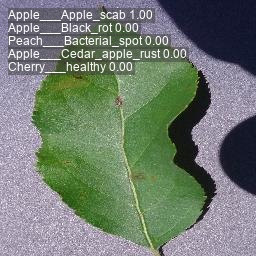 Apple___Apple_scab 1.00
Apple___Black_rot 0.00
Peach___Bacterial_spot 0.00
Apple___Cedar_apple_rust 0.00
Cherry___healthy 0.00